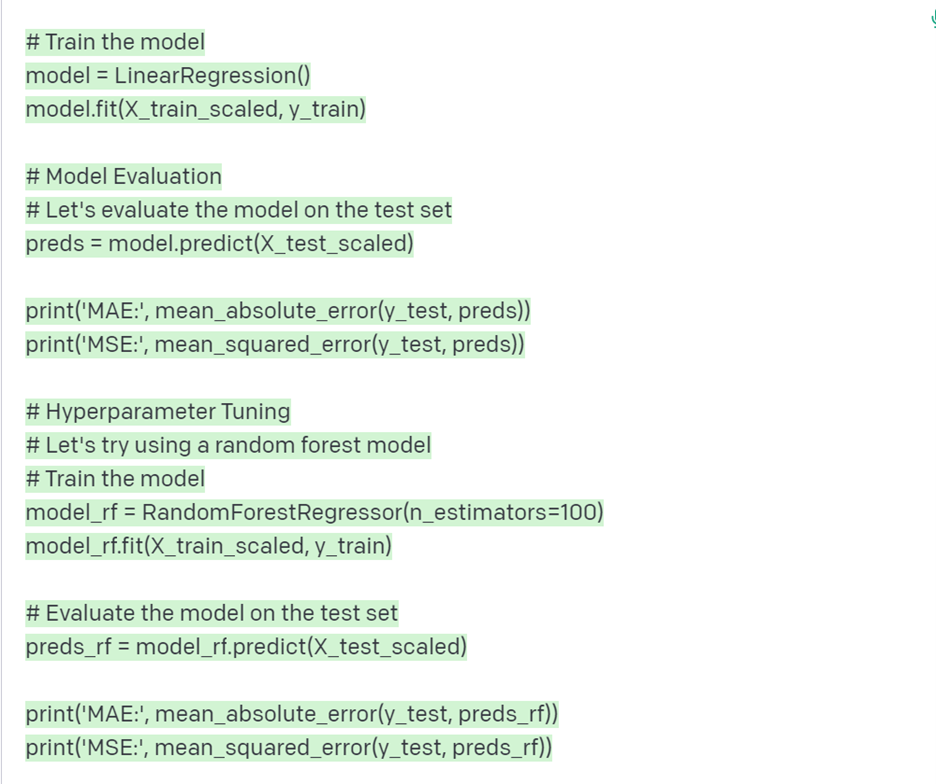 # Train the model
model = LinearRegression()
model.fit(X_train_scaled, y_train)
# Model Evaluation
# Let's evaluate the model on the test set
preds = model.predict(X_test_scaled)
print('MAE:', mean_absolute_error(y_test, preds))
print('MSE:', mean_squared_error(y_test, preds))
# Hyperparameter Tuning
# Let's try using a random forest model
# Train the model
model_rf = RandomForestRegressor(n_estimators=100)
model_rf.fit(X_train_scaled, y_train)
# Evaluate the model on the test set
preds_rf = model_rf.predict(X_test_scaled)
print('MAE:', mean_absolute_error(y_test, preds_rf))
print('MSE:', mean_squared_error(y_test, preds_rf))